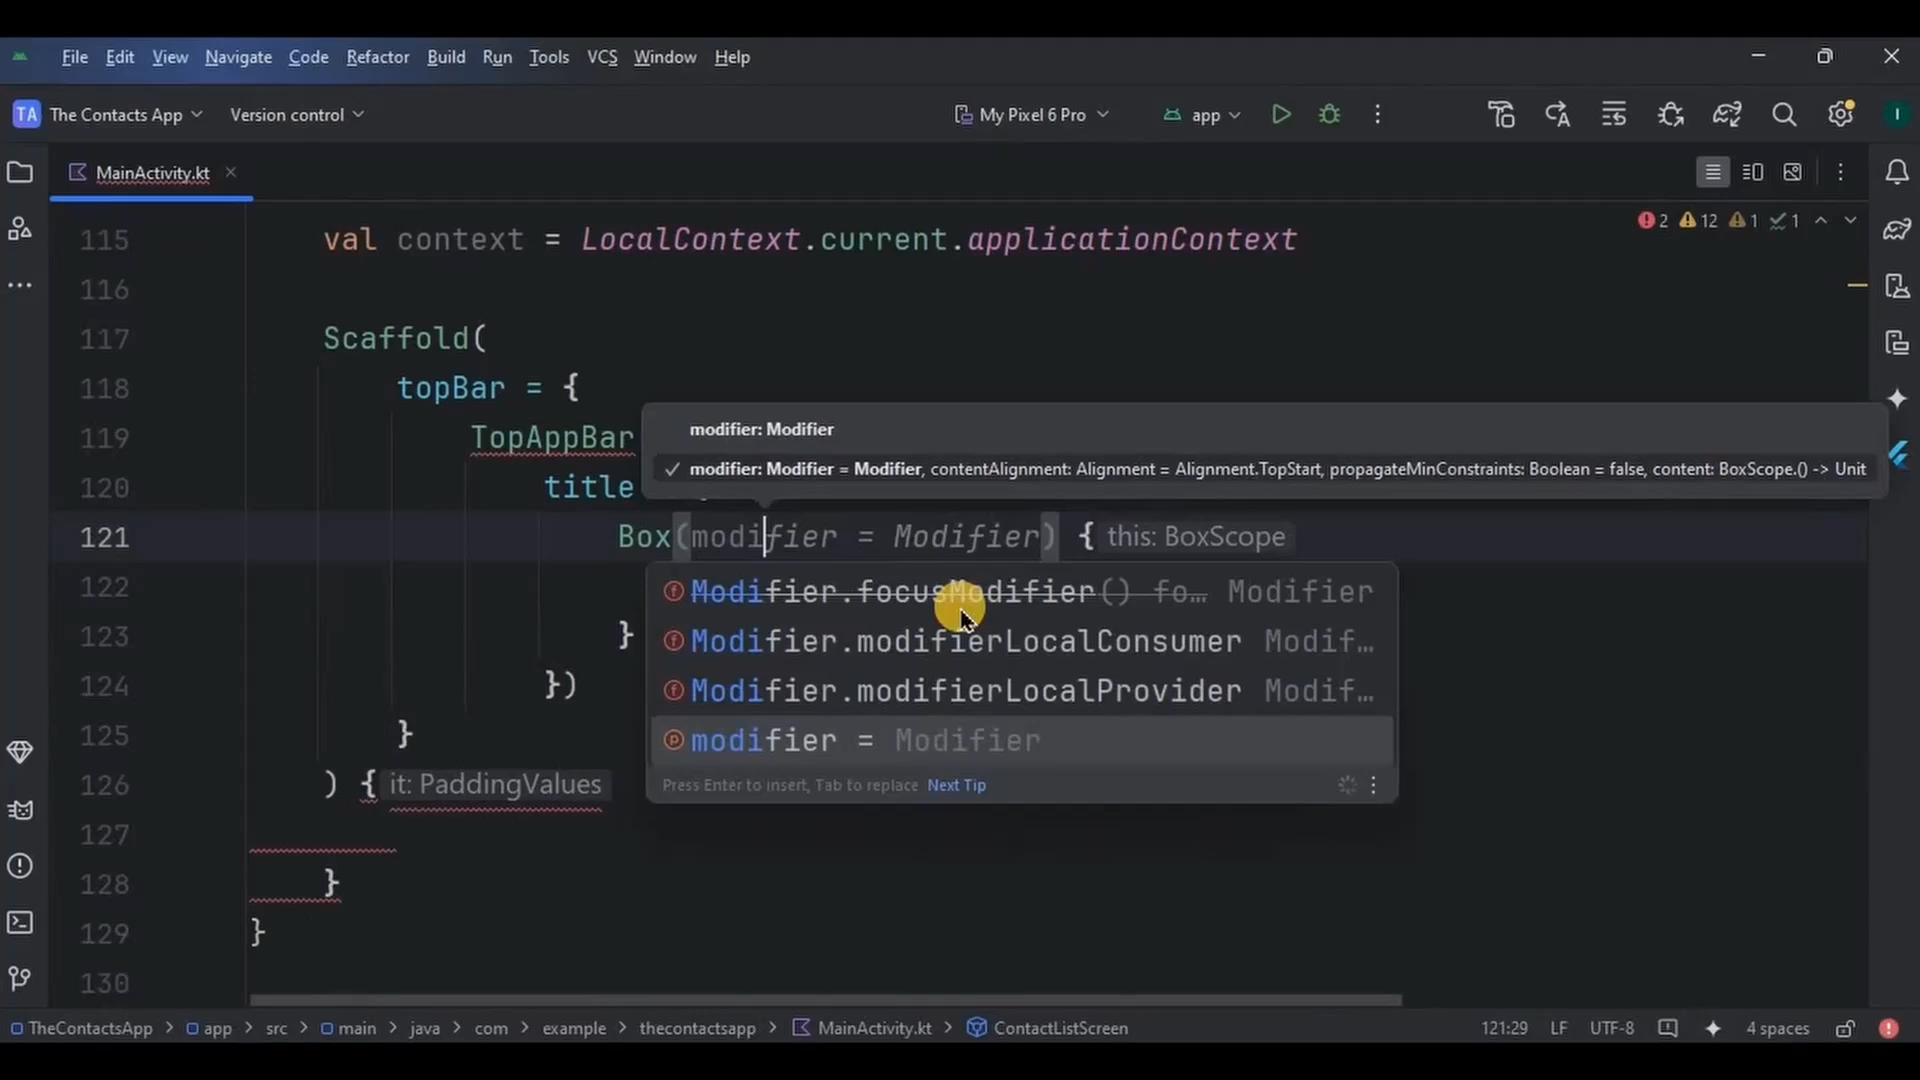 File Edit View Navigate Code Refactor Build Run Tools VCS Window Help
TA The Contacts App Version control My Pixel 6 Pro app I
MainActivity.kt
2 12 1 1
115 val context = LocalContext.current.applicationContext
116
117 Scaffold(
118 topBar = {
119 TopAppBar
modifier: Modifier
modifier: Modifier = Modifier, contentAlignment: Alignment = Alignment.TopStart, propagateMinConstraints: Boolean = false, content: BoxScope.() -> Unit
120 title
121 Box(modifier = Modifier) { this: BoxScope
122
Modifier.focusModifier() fo… Modifier
123 }
Modifier.modifierLocalConsumer Modif…
124 })
Modifier.modifierLocalProvider Modif…
125 }
modifier = Modifier
126 ) { it: PaddingValues
Press Enter to insert, Tab to replace Next Tip
127
128 }
129 }
130
TheContactsApp > app > src > main > java > com > example > thecontactsapp > MainActivity.kt > ContactListScreen 121:29 LF UTF-8 4 spaces